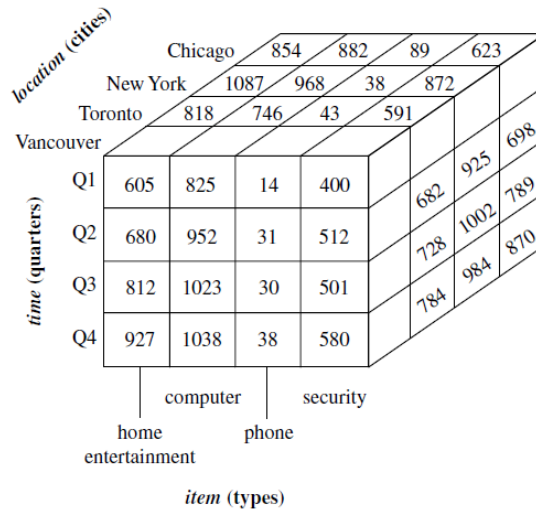 location (cities)
Chicago 854 882 89 623
New York 1087 968 38 872
Toronto 818 746 43 591
Vancouver
time (quarters)
Q1 605 825 14 400
Q2 680 952 31 512
Q3 812 1023 30 501
Q4 927 1038 38 580
682 925 698
728 1002 789
784 984 870
computer security
home phone
entertainment
item (types)